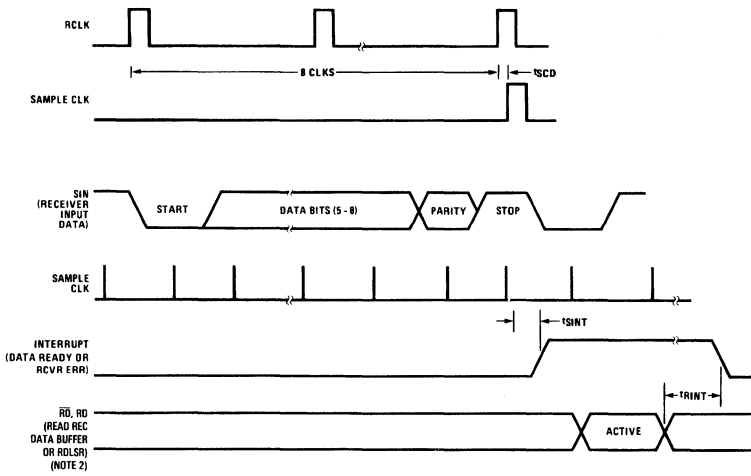 RCLK
8 CLKS
tSCD
SAMPLE CLK
SIN
(RECEIVER
INPUT
DATA)
START
DATA BITS (5 - 8)
PARITY
STOP
SAMPLE
CLK
tSINT
INTERRUPT
(DATA READY OR
RCVR ERR)
tRINT
RD, RD
(READ REC
DATA BUFFER
OR RDLSR)
(NOTE 2)
ACTIVE